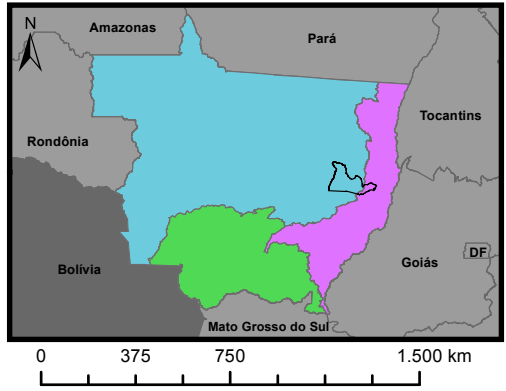 N
Amazonas
Pará
Tocantins
Rondônia
Goiás
DF
Bolívia
Mato Grosso do Sul
0 375 750 1.500 km